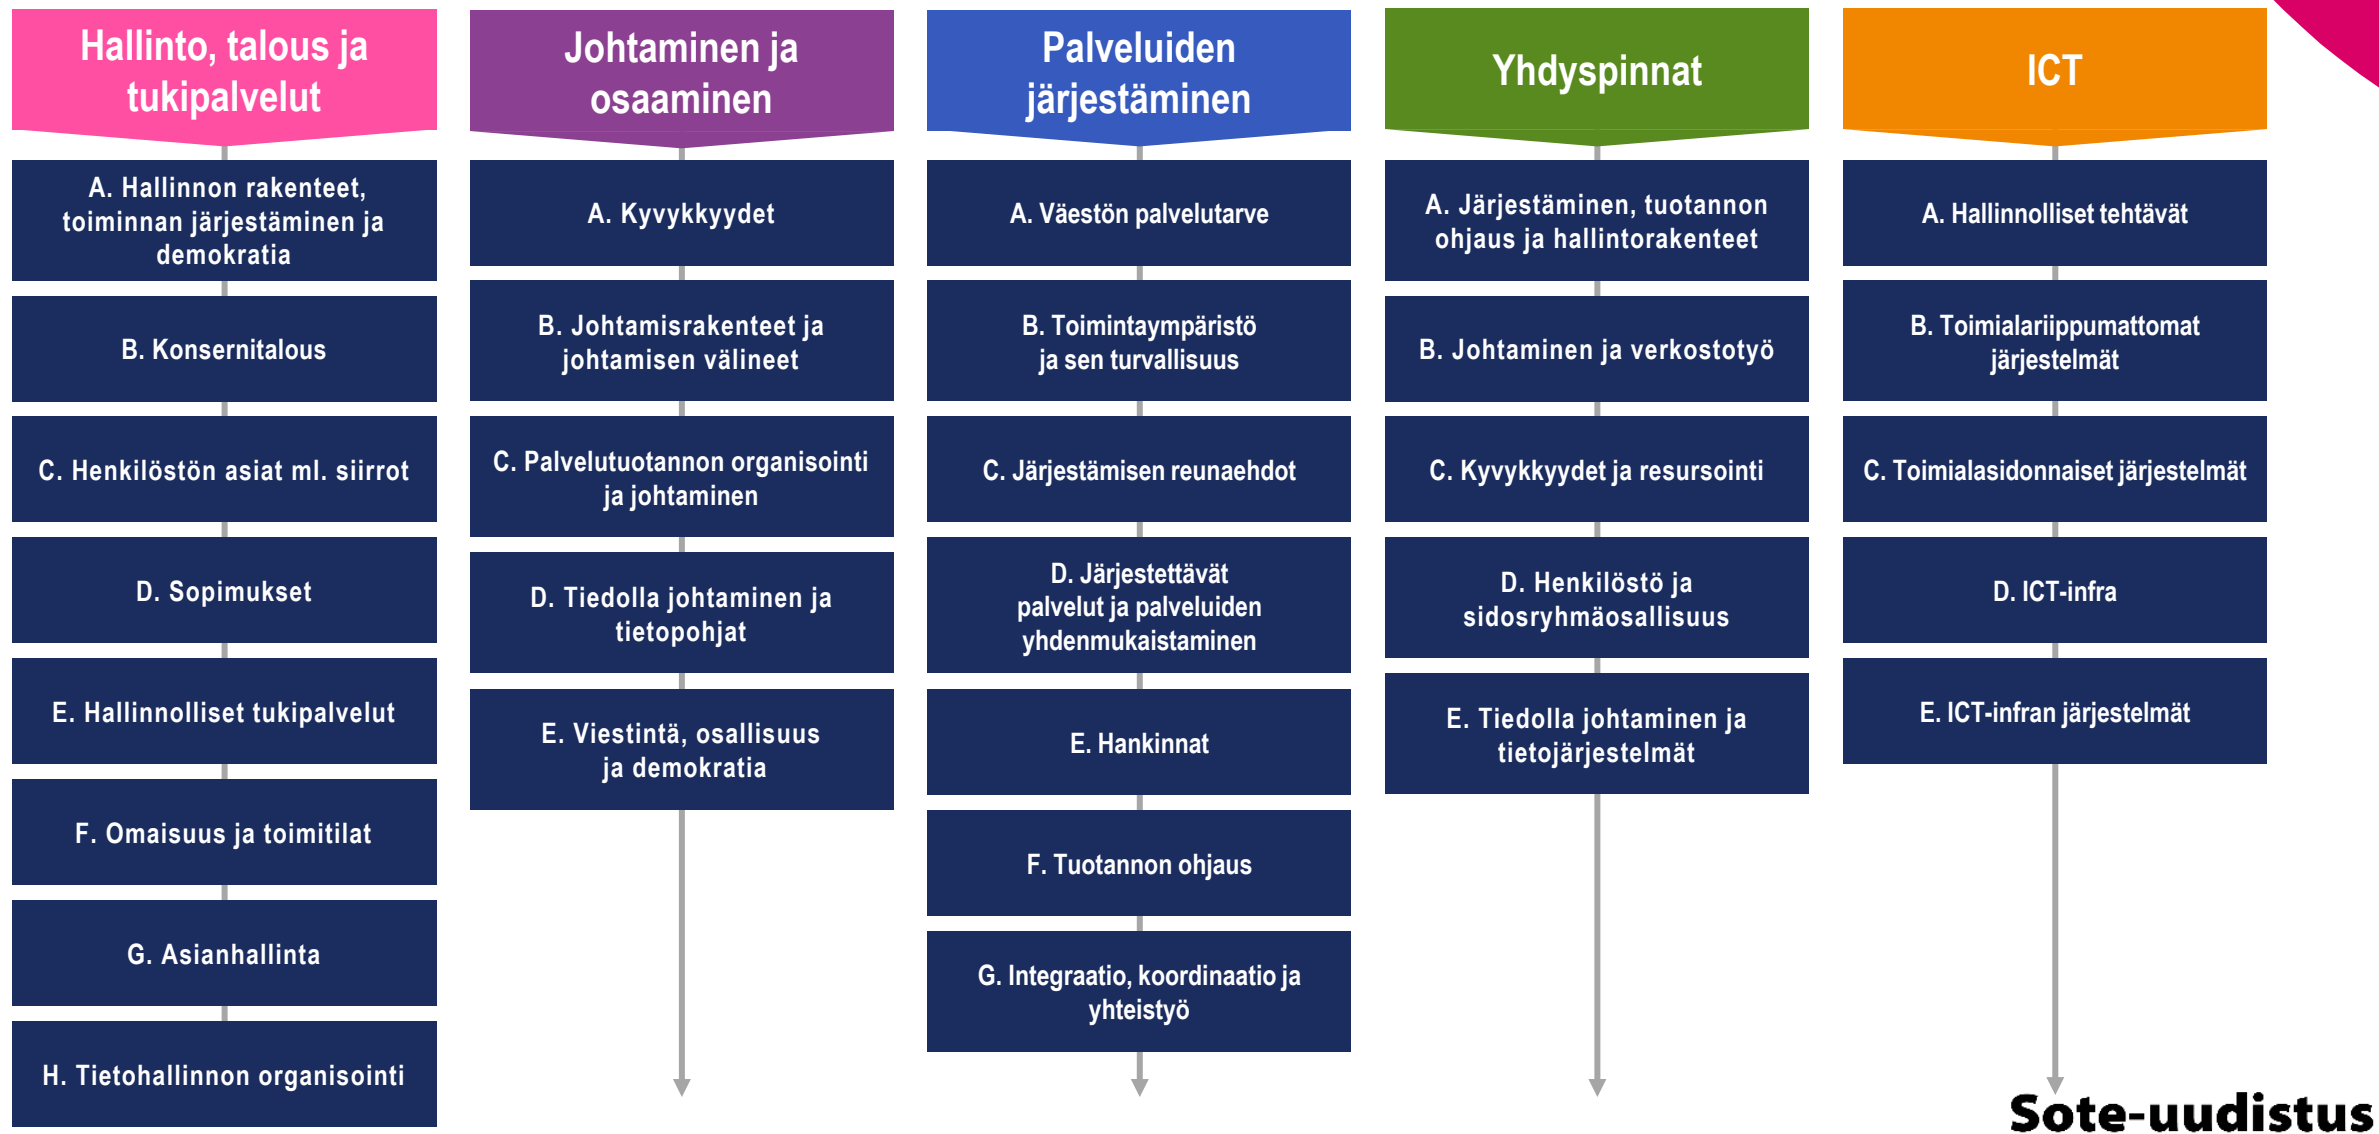 Hallinto, talous ja
tukipalvelut
A. Hallinnon rakenteet,
toiminnan järjestäminen ja
demokratia
B. Konsernitalous
C. Henkilöstön asiat ml. siirrot
D. Sopimukset
E. Hallinnolliset tukipalvelut
F. Omaisuus ja toimitilat
G. Asianhallinta
H. Tietohallinnon organisointi
Johtaminen ja
osaaminen
A. Kyvykkyydet
B. Johtamisrakenteet ja
johtamisen välineet
C. Palvelutuotannon organisointi
ja johtaminen
D. Tiedolla johtaminen ja
tietopohjat
E. Viestintä, osallisuus
ja demokratia
Palveluiden
järjestäminen
A. Väestön palvelutarve
B. Toimintaympäristö
ja sen turvallisuus
C. Järjestämisen reunaehdot
D. Järjestettävät
palvelut ja palveluiden
yhdenmukaistaminen
E. Hankinnat
F. Tuotannon ohjaus
G. Integraatio, koordinaatio ja
yhteistyö
Yhdyspinnat
A. Järjestäminen, tuotannon
ohjaus ja hallintorakenteet
B. Johtaminen ja verkostotyö
C. Kyvykkyydet ja resursointi
D. Henkilöstö ja
sidosryhmäosallisuus
E. Tiedolla johtaminen ja
tietojärjestelmät
ICT
A. Hallinnolliset tehtävät
B. Toimialariippumattomat
järjestelmät
C. Toimialasidonnaiset järjestelmät
D. ICT-infra
E. ICT-infran järjestelmät
Sote-uudistus